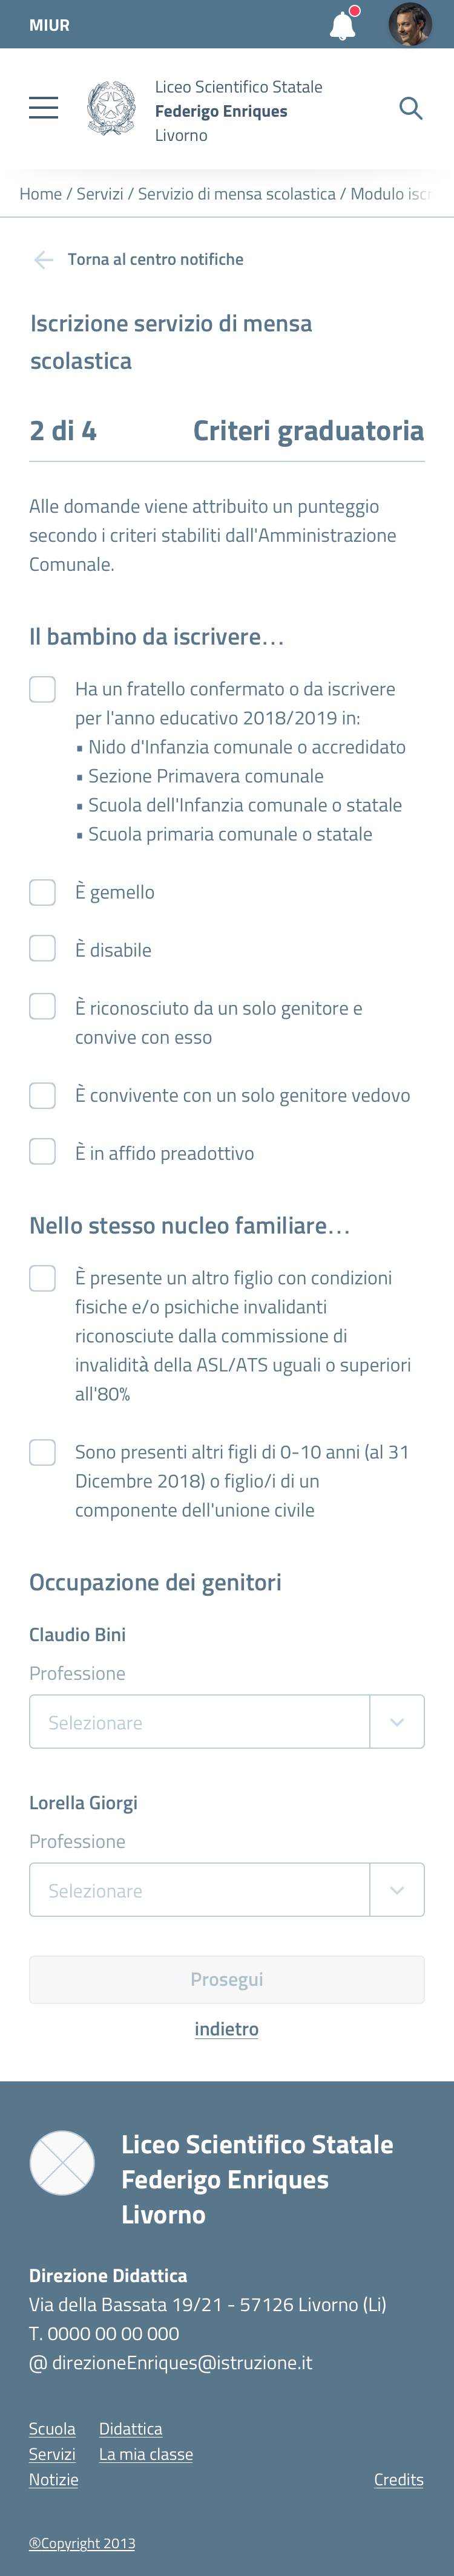 MIUR
Liceo Scientifico Statale
Federigo Enriques
Livorno
Home / Servizi / Servizio di mensa scolastica / Modulo iscr
Torna al centro notifiche
Iscrizione servizio di mensa
scolastica
2 di 4 Criteri graduatoria
Alle domande viene attribuito un punteggio
secondo i criteri stabiliti dall'Amministrazione
Comunale.
Il bambino da iscrivere…
Ha un fratello confermato o da iscrivere
per l'anno educativo 2018/2019 in:
▪ Nido d'Infanzia comunale o accredidato
▪ Sezione Primavera comunale
▪ Scuola dell'Infanzia comunale o statale
▪ Scuola primaria comunale o statale
È gemello
È disabile
È riconosciuto da un solo genitore e
convive con esso
È convivente con un solo genitore vedovo
È in affido preadottivo
Nello stesso nucleo familiare…
È presente un altro figlio con condizioni
fisiche e/o psichiche invalidanti
riconosciute dalla commissione di
invalidità della ASL/ATS uguali o superiori
all'80%
Sono presenti altri figli di 0-10 anni (al 31
Dicembre 2018) o figlio/i di un
componente dell'unione civile
Occupazione dei genitori
Claudio Bini
Professione
Selezionare
Lorella Giorgi
Professione
Selezionare
Prosegui
indietro
Liceo Scientifico Statale
Federigo Enriques
Livorno
Direzione Didattica
Via della Bassata 19/21 - 57126 Livorno (Li)
T. 0000 00 00 000
@ direzioneEnriques@istruzione.it
Scuola Didattica
Servizi La mia classe
Notizie Credits
®Copyright 2013